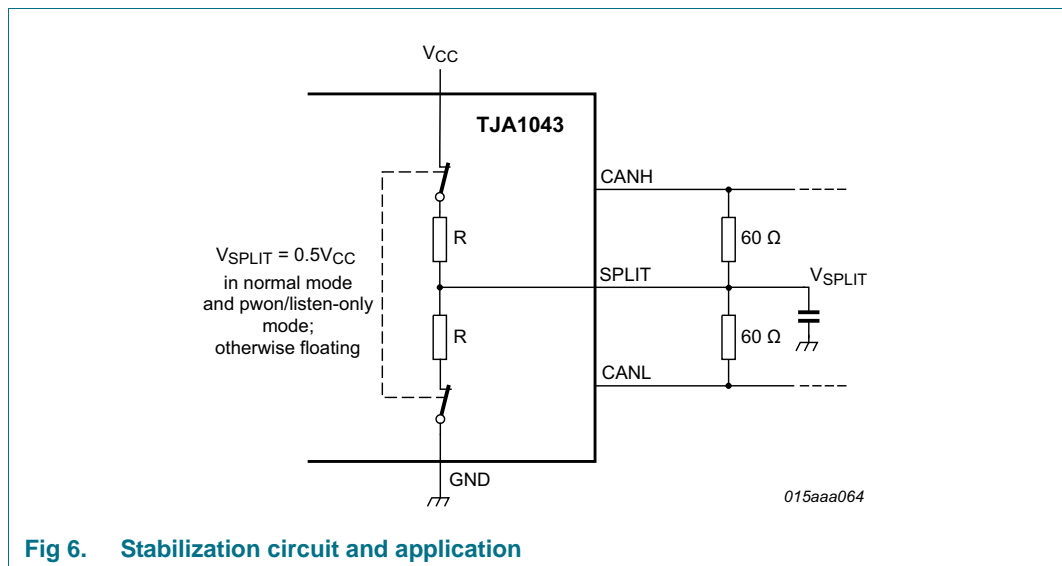 VCC
TJA1043
CANH
R
60 Ω
VSPLIT = 0.5VCC
in normal mode
and pwon/listen-only
mode;
otherwise floating
SPLIT
VSPLIT
R
60 Ω
CANL
GND
015aaa064
Fig 6. Stabilization circuit and application